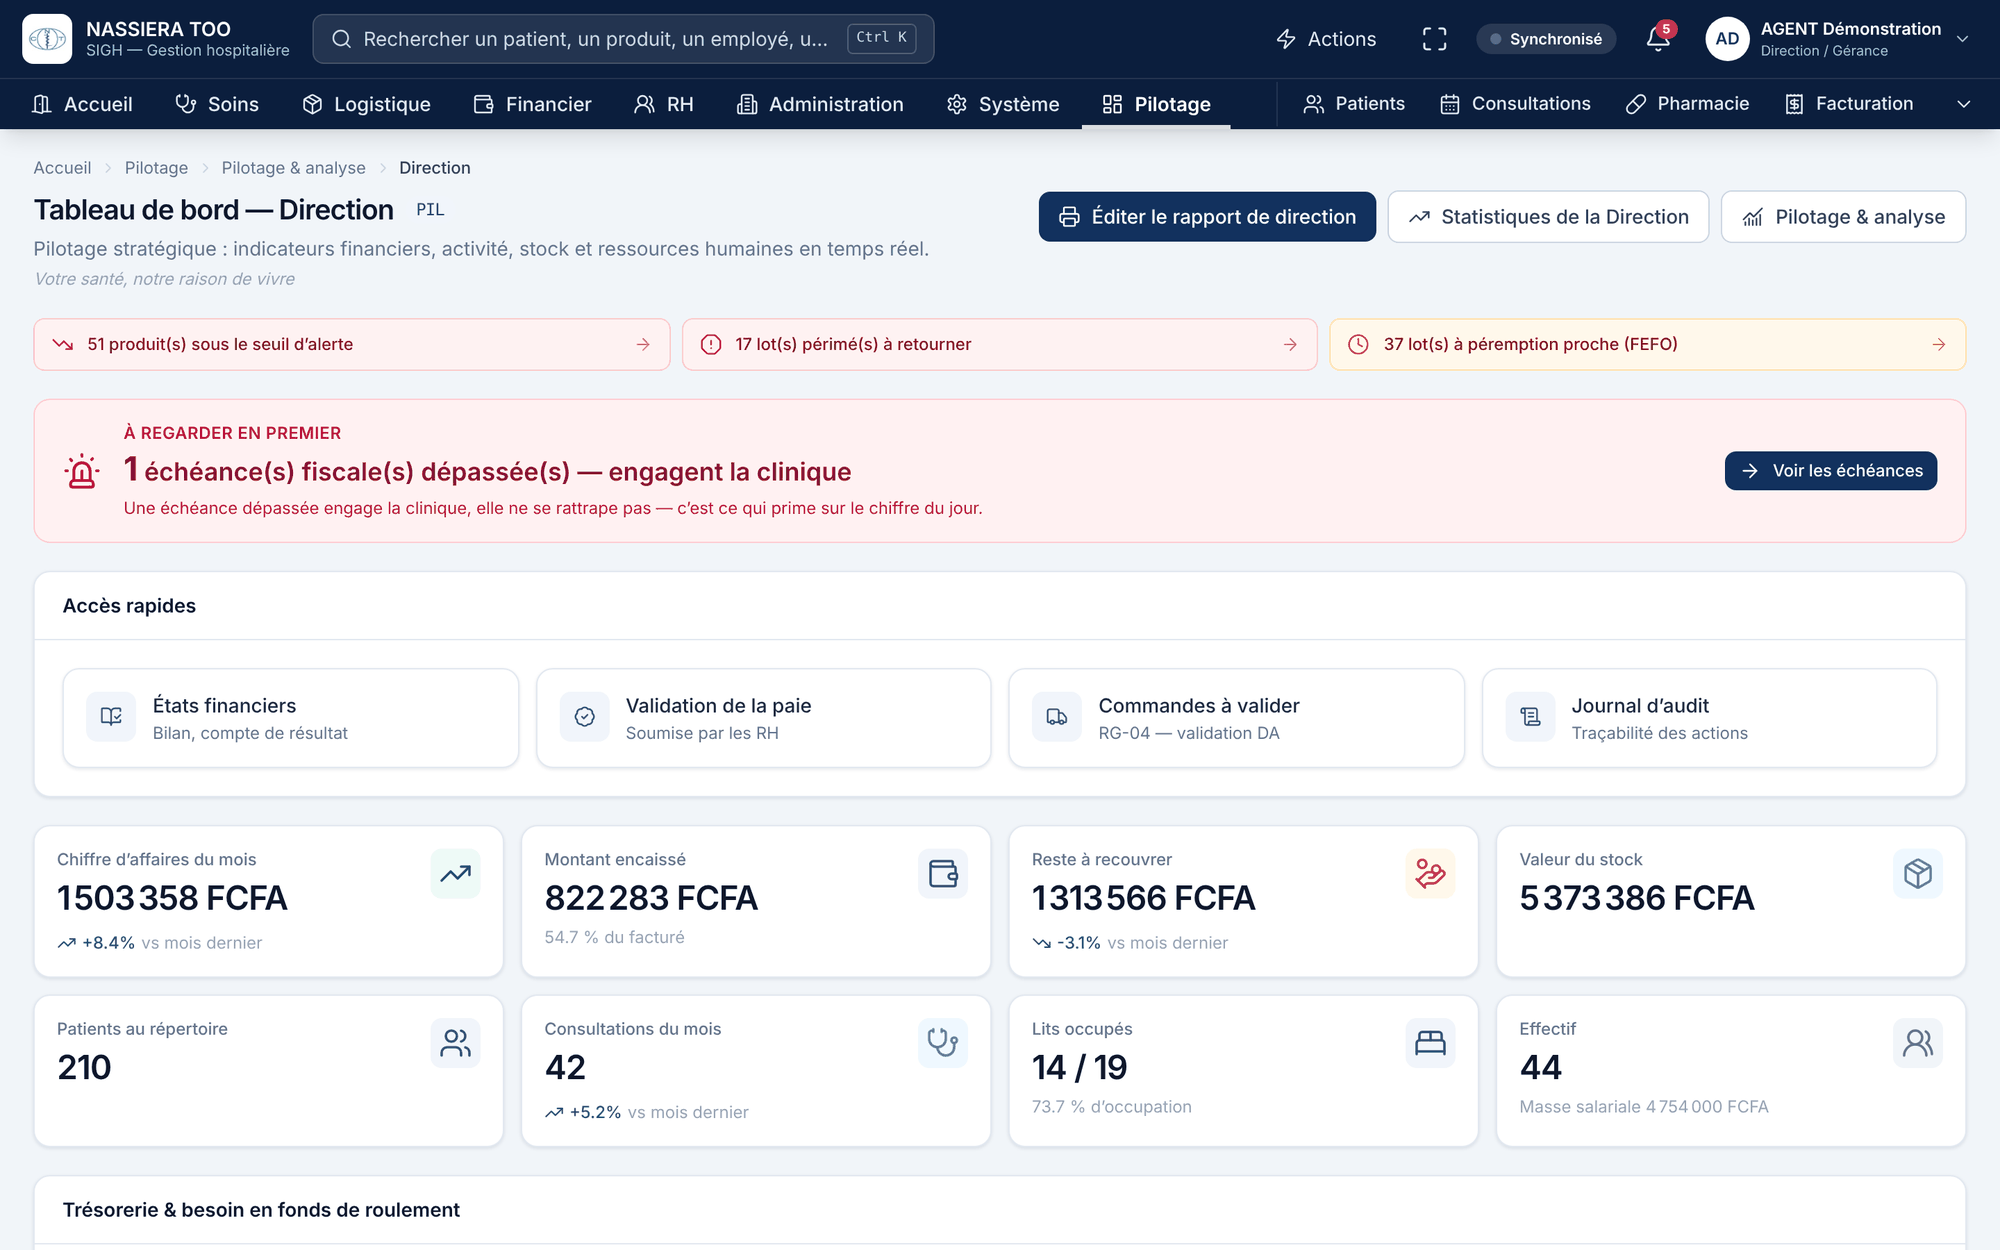 NASSIERA TOO
SIGH — Gestion hospitalière
Rechercher un patient, un produit, un employé, u...
Ctrl K
Actions
Synchronisé
5
AD
AGENT Démonstration
Direction / Gérance
Accueil
Soins
Logistique
Financier
RH
Administration
Système
Pilotage
Patients
Consultations
Pharmacie
Facturation
Accueil
Pilotage
Pilotage & analyse
Direction
Tableau de bord — Direction
PIL
Pilotage stratégique : indicateurs financiers, activité, stock et ressources humaines en temps réel.
Votre santé, notre raison de vivre
Éditer le rapport de direction
Statistiques de la Direction
Pilotage & analyse
51 produit(s) sous le seuil d’alerte
17 lot(s) périmé(s) à retourner
37 lot(s) à péremption proche (FEFO)
À REGARDER EN PREMIER
1 échéance(s) fiscale(s) dépassée(s) — engagent la clinique
Une échéance dépassée engage la clinique, elle ne se rattrape pas — c’est ce qui prime sur le chiffre du jour.
Voir les échéances
Accès rapides
États financiers
Bilan, compte de résultat
Validation de la paie
Soumise par les RH
Commandes à valider
RG-04 — validation DA
Journal d’audit
Traçabilité des actions
Chiffre d’affaires du mois
1 503 358 FCFA
+8.4% vs mois dernier
Montant encaissé
822 283 FCFA
54.7 % du facturé
Reste à recouvrer
1 313 566 FCFA
-3.1% vs mois dernier
Valeur du stock
5 373 386 FCFA
Patients au répertoire
210
Consultations du mois
42
+5.2% vs mois dernier
Lits occupés
14 / 19
73.7 % d’occupation
Effectif
44
Masse salariale 4 754 000 FCFA
Trésorerie & besoin en fonds de roulement